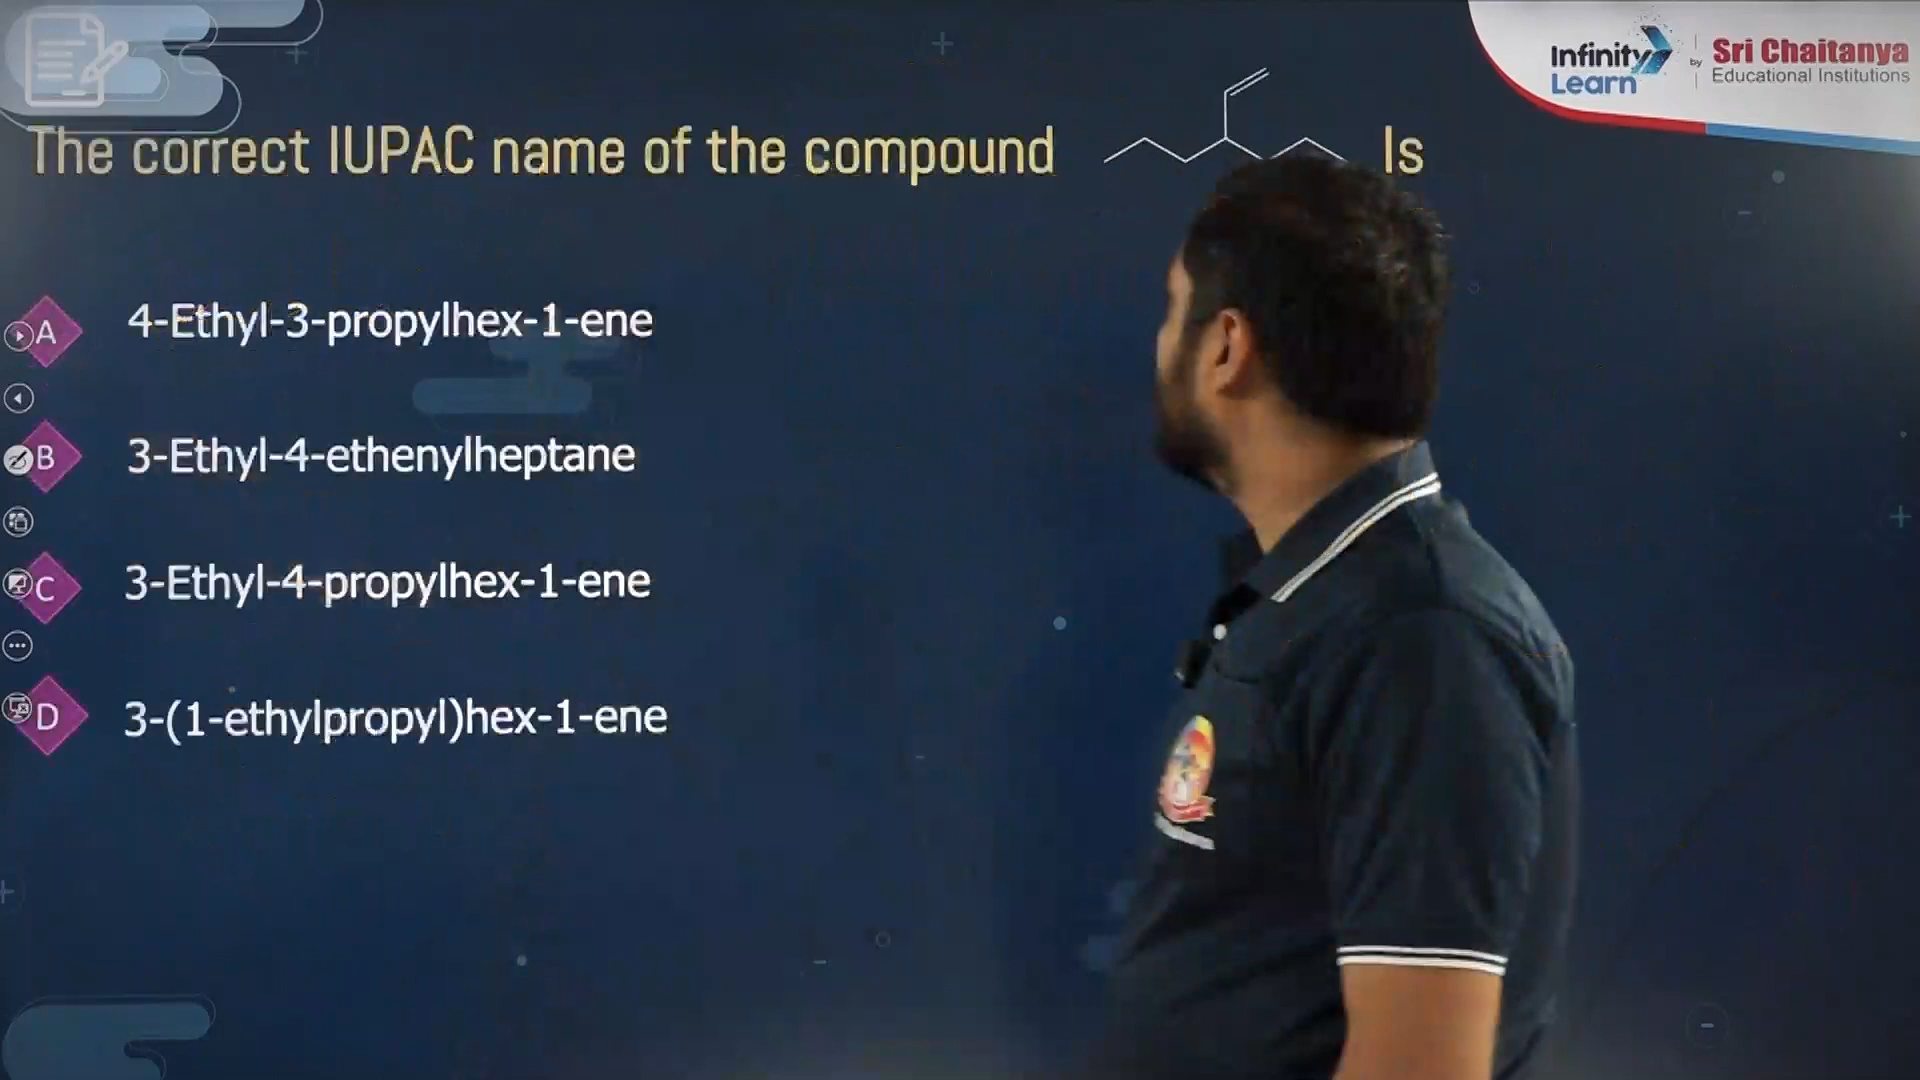 Infinity Learn by Sri Chaitanya Educational Institutions
The correct IUPAC name of the compound Is
A 4-Ethyl-3-propylhex-1-ene
B 3-Ethyl-4-ethenylheptane
C 3-Ethyl-4-propylhex-1-ene
D 3-(1-ethylpropyl)hex-1-ene